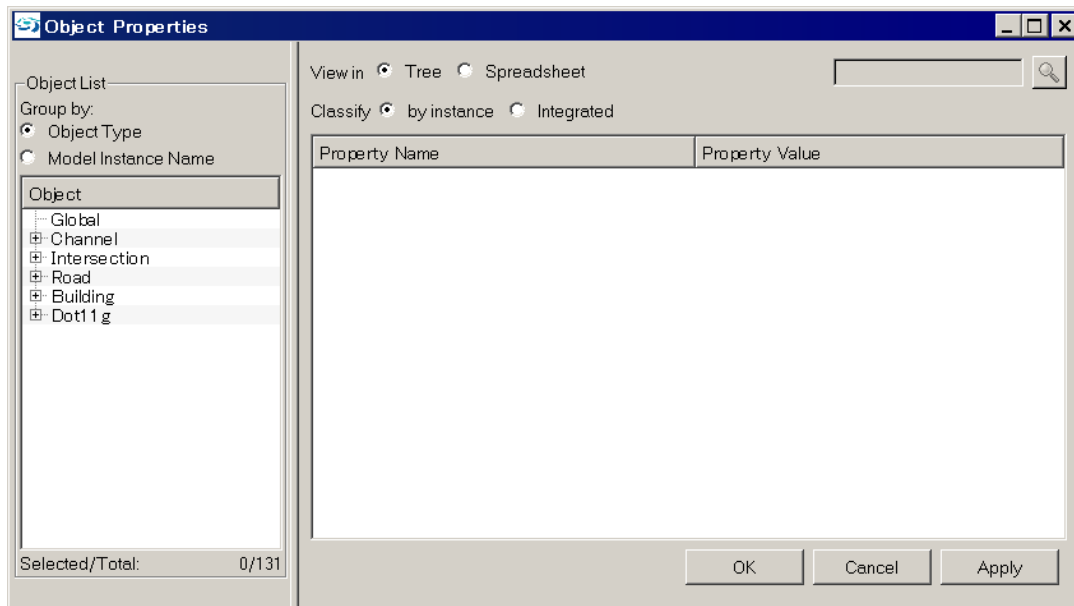 Object Properties
Object List
Group by:
Object Type
Model Instance Name
Object
Global
Channel
Intersection
Road
Building
Dot11g
Selected/Total: 0/131
View in Tree Spreadsheet
Classify by instance Integrated
Property Name Property Value
OK Cancel Apply